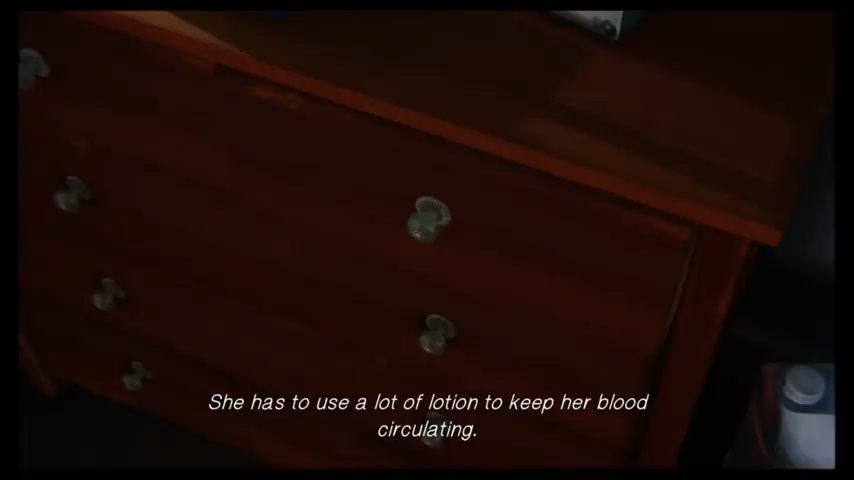 She has to use a lot of lotion to keep her blood
circulating.